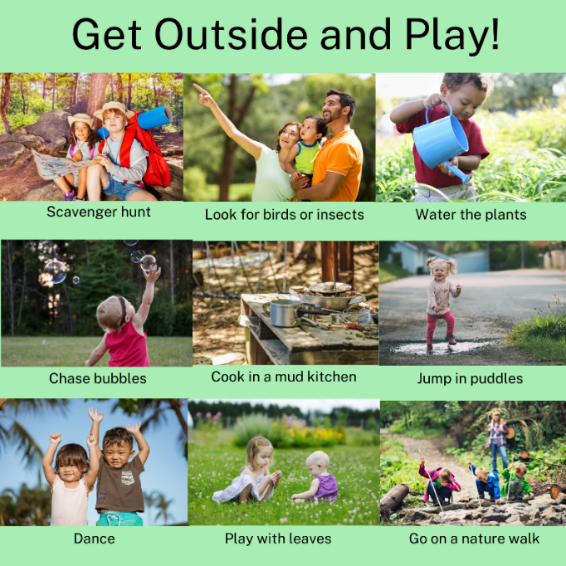 Get Outside and Play!
Scavenger hunt
Look for birds or insects
Water the plants
Chase bubbles
Cook in a mud kitchen
Jump in puddles
Dance
Play with leaves
Go on a nature walk